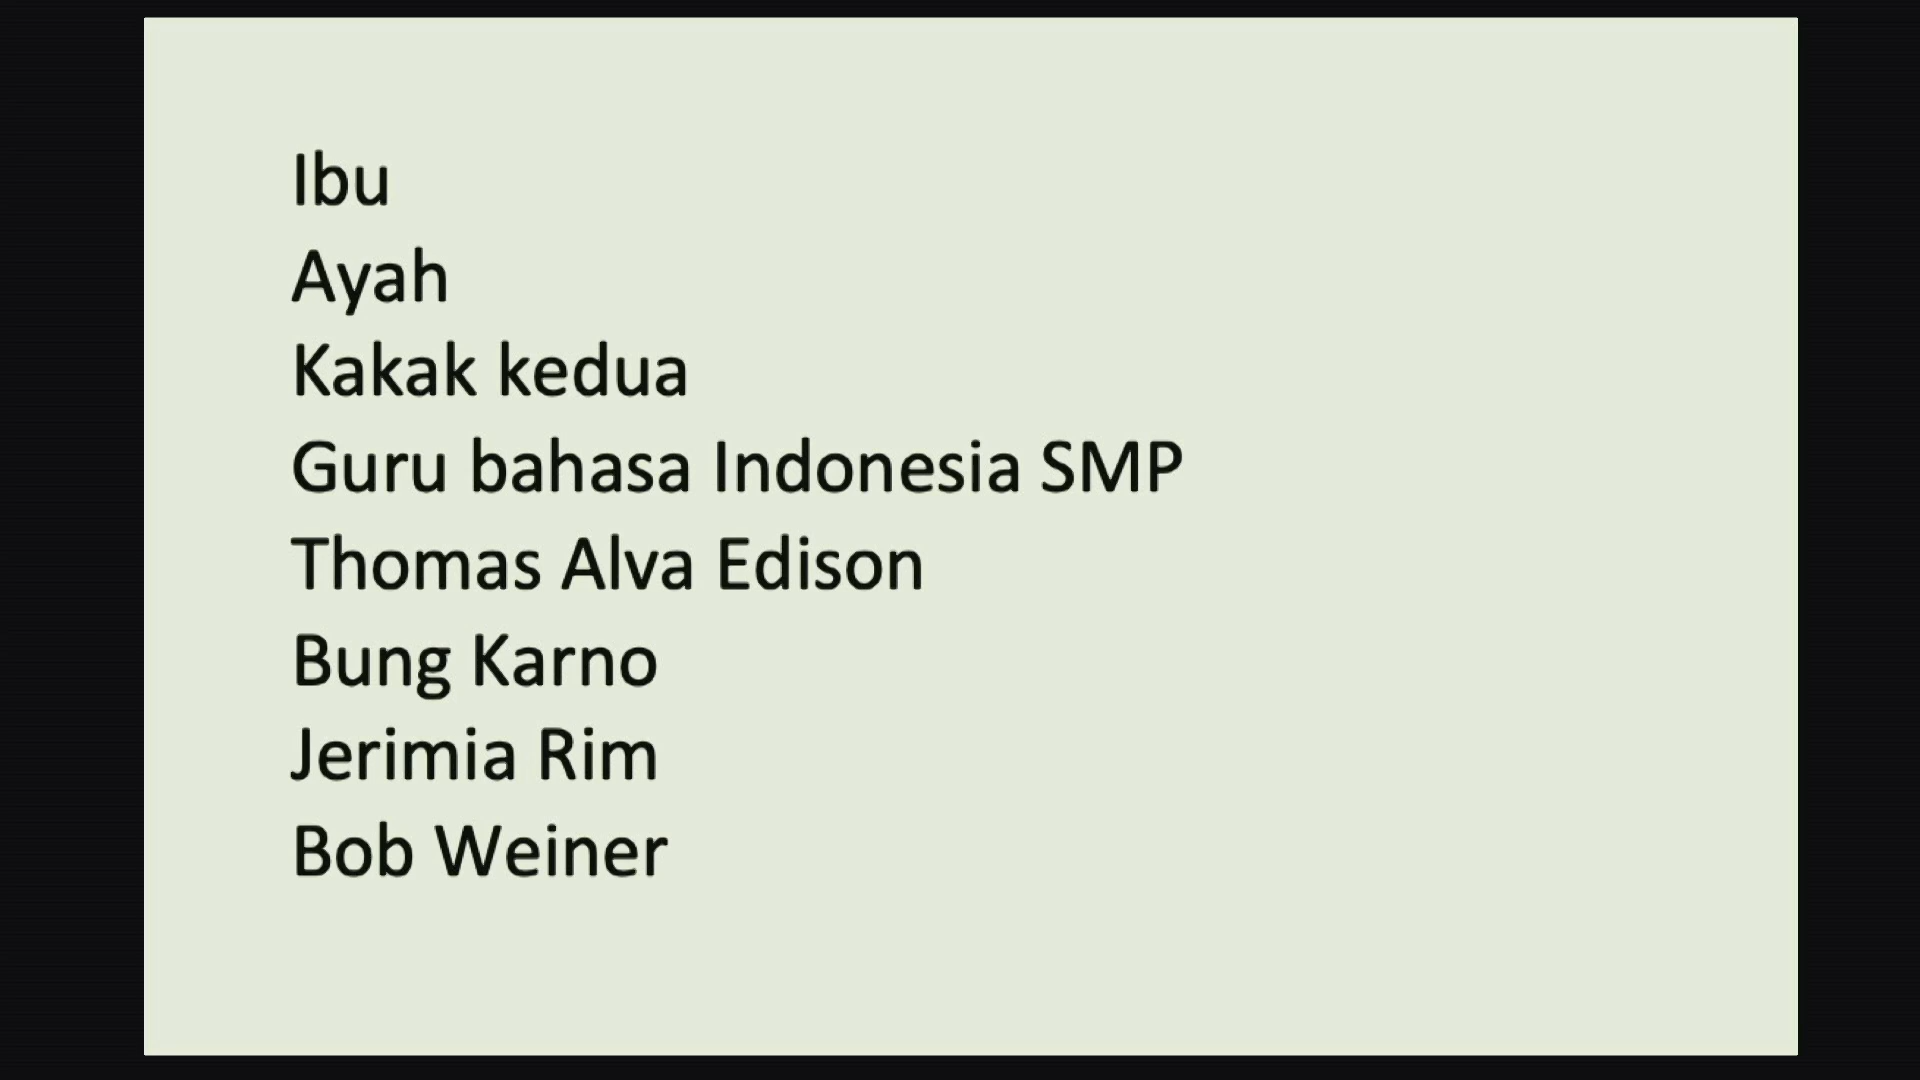 Ibu
Ayah
Kakak kedua
Guru bahasa Indonesia SMP
Thomas Alva Edison
Bung Karno
Jerimia Rim
Bob Weiner